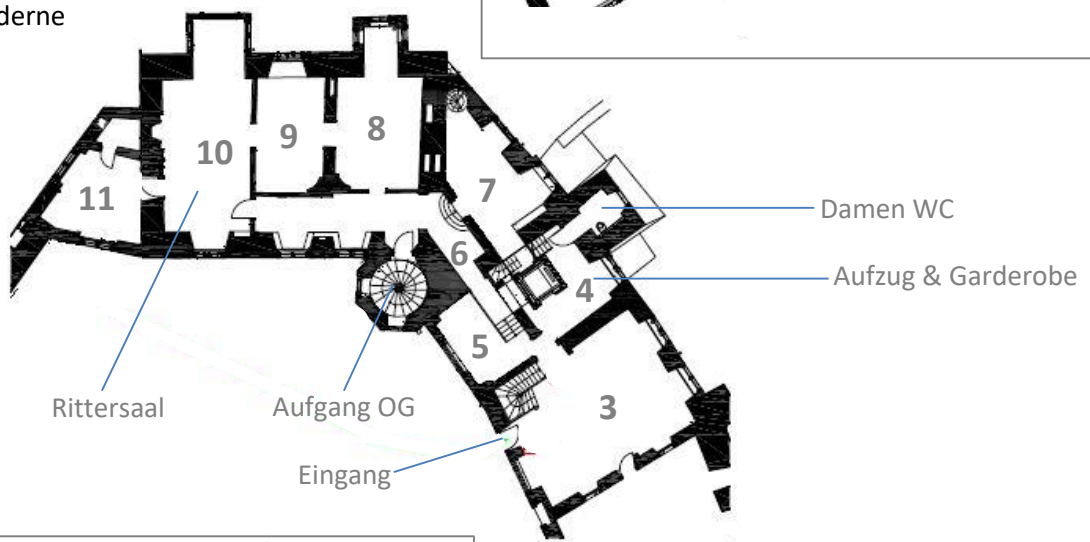 derne
10
9
8
11
7
6
4
5
3
Damen WC
Aufzug & Garderobe
Rittersaal
Aufgang OG
Eingang